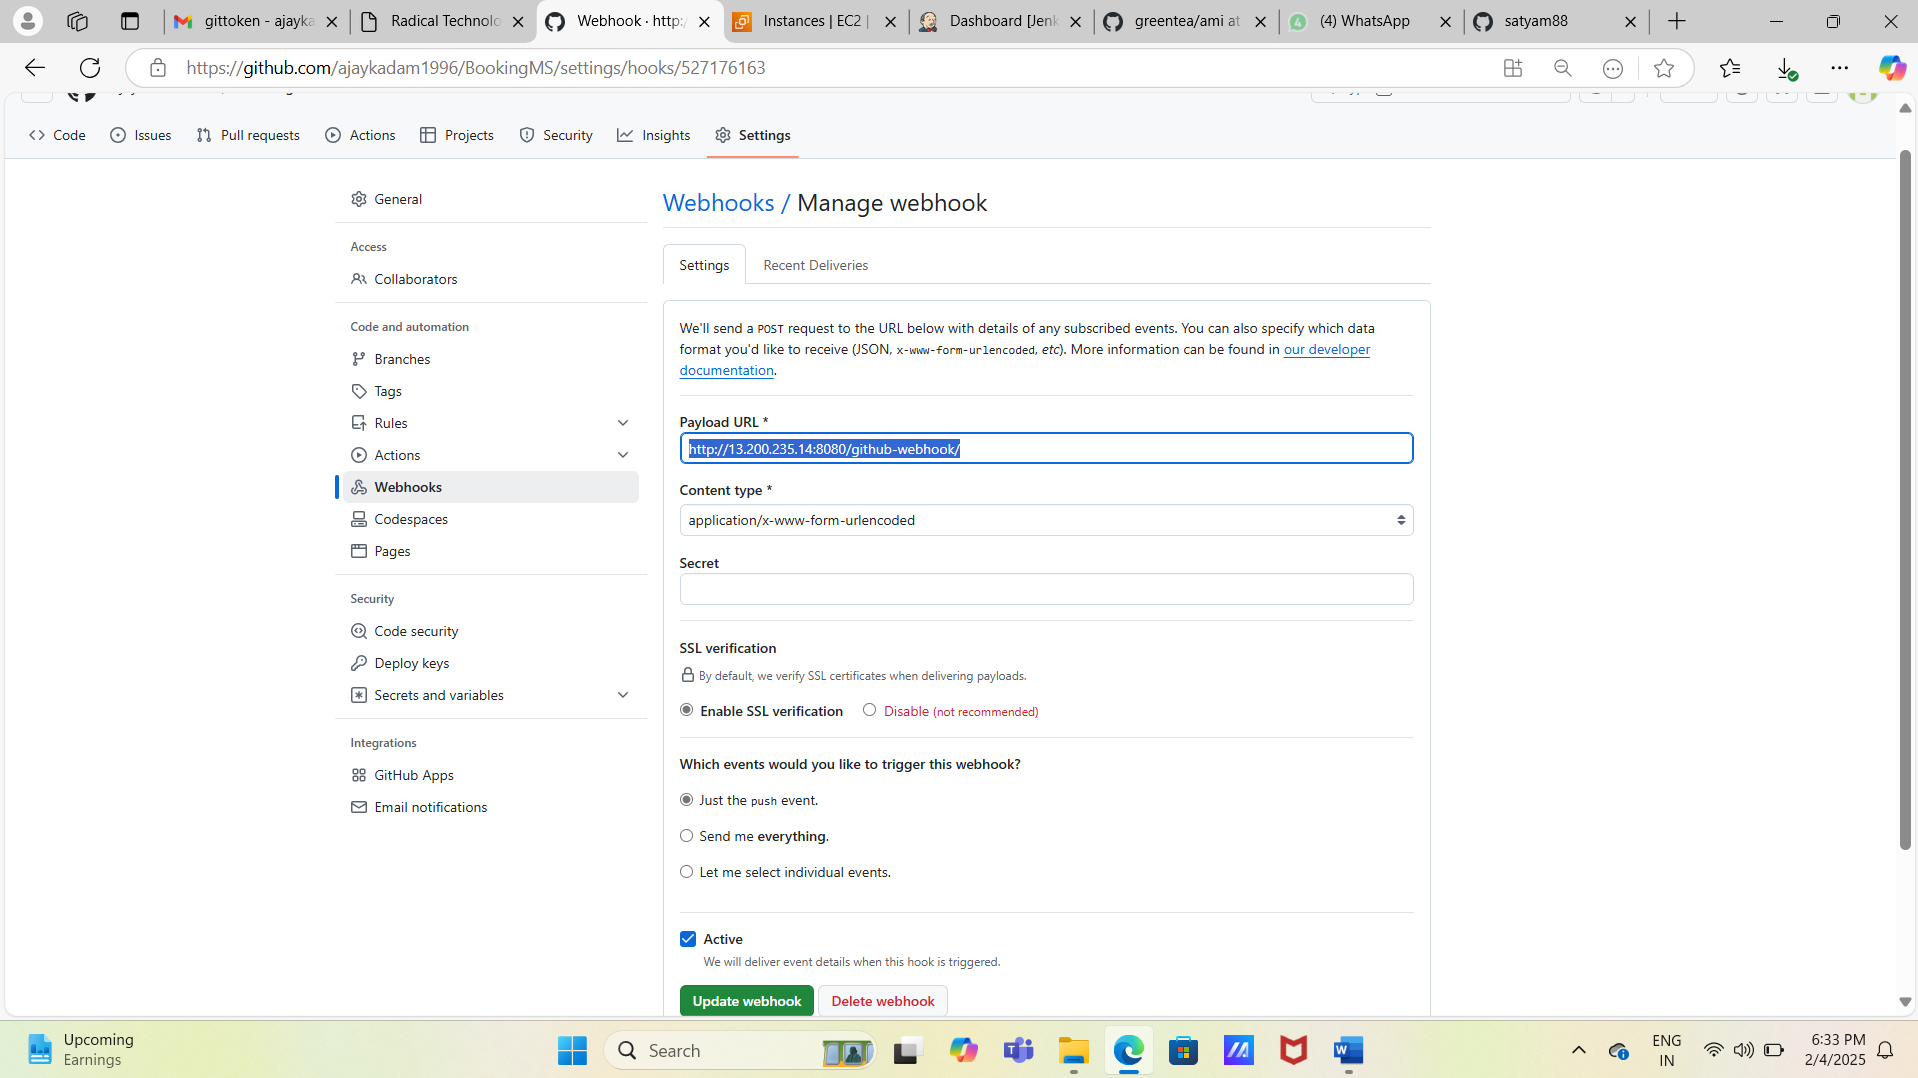 gittoken - ajayka
Radical Technolo
Webhook · http:/
Instances | EC2 |
Dashboard [Jenk
greentea/ami at
(4) WhatsApp
satyam88
https://github.com/ajaykadam1996/BookingMS/settings/hooks/527176163
Code
Issues
Pull requests
Actions
Projects
Security
Insights
Settings
General
Access
Collaborators
Code and automation
Branches
Tags
Rules
Actions
Webhooks
Codespaces
Pages
Security
Code security
Deploy keys
Secrets and variables
Integrations
GitHub Apps
Email notifications
Webhooks / Manage webhook
Settings
Recent Deliveries
We'll send a POST request to the URL below with details of any subscribed events. You can also specify which data
format you'd like to receive (JSON, x-www-form-urlencoded, etc). More information can be found in our developer
documentation.
Payload URL *
http://13.200.235.14:8080/github-webhook/
Content type *
application/x-www-form-urlencoded
Secret
SSL verification
By default, we verify SSL certificates when delivering payloads.
Enable SSL verification
Disable (not recommended)
Which events would you like to trigger this webhook?
Just the push event.
Send me everything.
Let me select individual events.
Active
We will deliver event details when this hook is triggered.
Update webhook
Delete webhook
Upcoming
Earnings
Search
ENG
IN
6:33 PM
2/4/2025